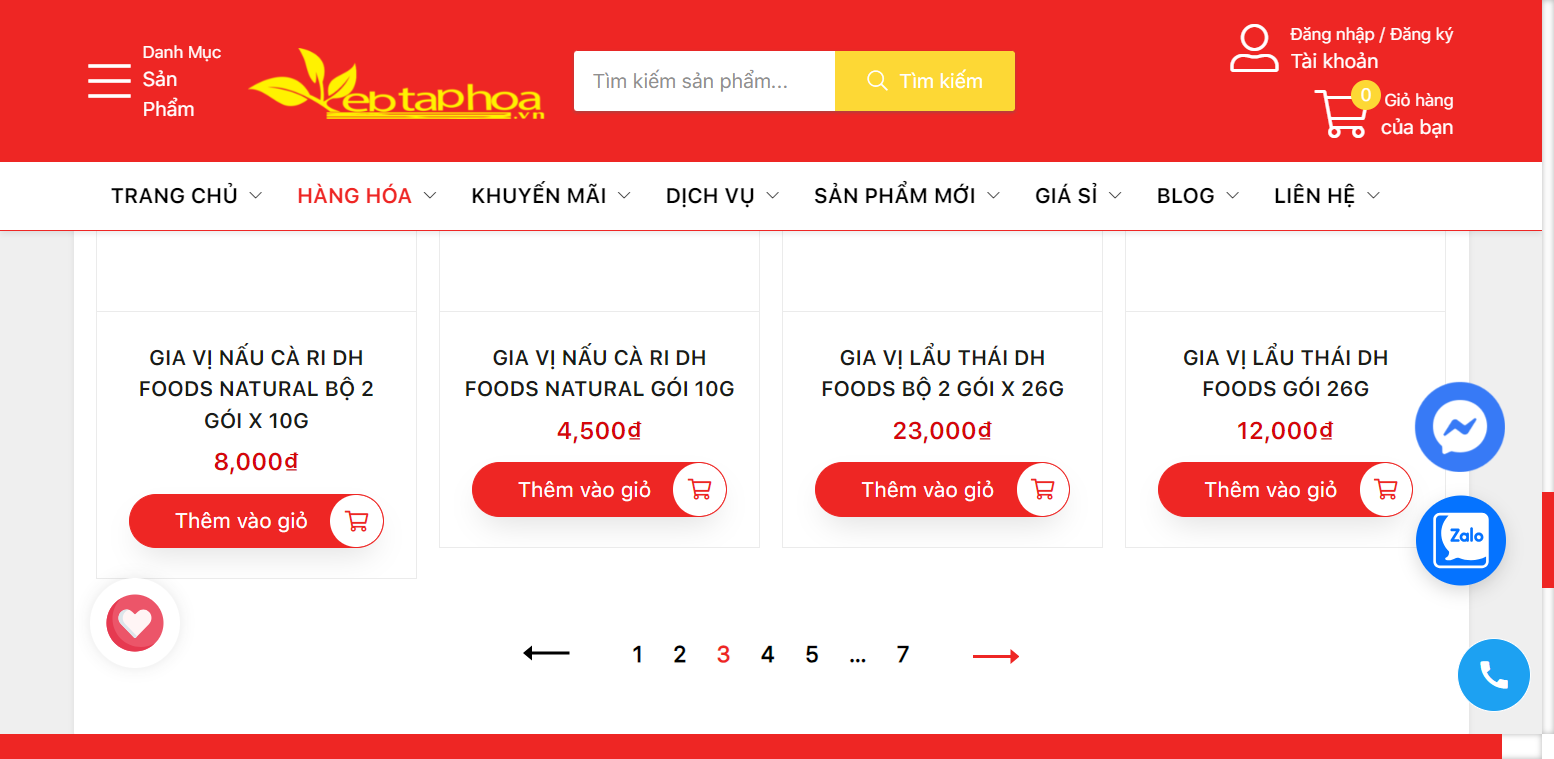 Danh Mục
Sản
Phẩm
ebtaphoa
.vn
Tìm kiếm sản phẩm...
Tìm kiếm
Đăng nhập / Đăng ký
Tài khoản
0
Giỏ hàng
của bạn
TRANG CHỦ
HÀNG HÓA
KHUYẾN MÃI
DỊCH VỤ
SẢN PHẨM MỚI
GIÁ SỈ
BLOG
LIÊN HỆ
GIA VỊ NẤU CÀ RI DH
FOODS NATURAL BỘ 2
GÓI X 10G
8,000₫
Thêm vào giỏ
GIA VỊ NẤU CÀ RI DH
FOODS NATURAL GÓI 10G
4,500₫
Thêm vào giỏ
GIA VỊ LẨU THÁI DH
FOODS BỘ 2 GÓI X 26G
23,000₫
Thêm vào giỏ
GIA VỊ LẨU THÁI DH
FOODS GÓI 26G
12,000₫
Thêm vào giỏ
Zalo
1 2 3 4 5 ... 7